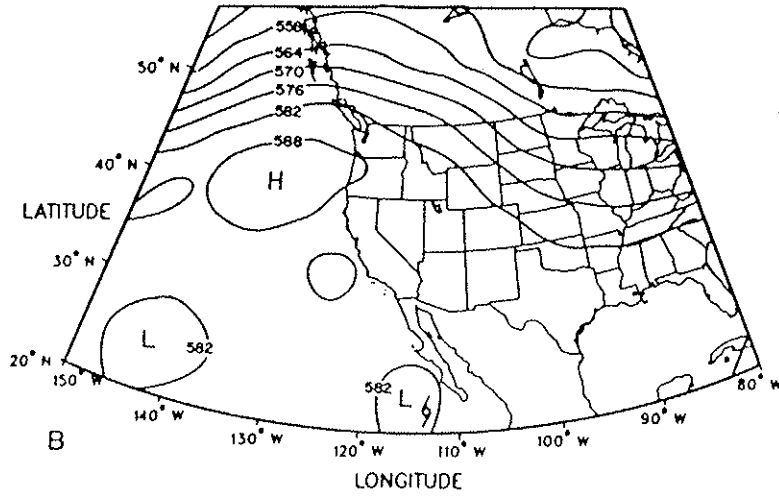 558
564
570
576
582
588
50° N
40° N
30° N
20° N
LATITUDE
H
L
582
582
L
150° W
140° W
130° W
120° W
110° W
100° W
90° W
80° W
B
LONGITUDE